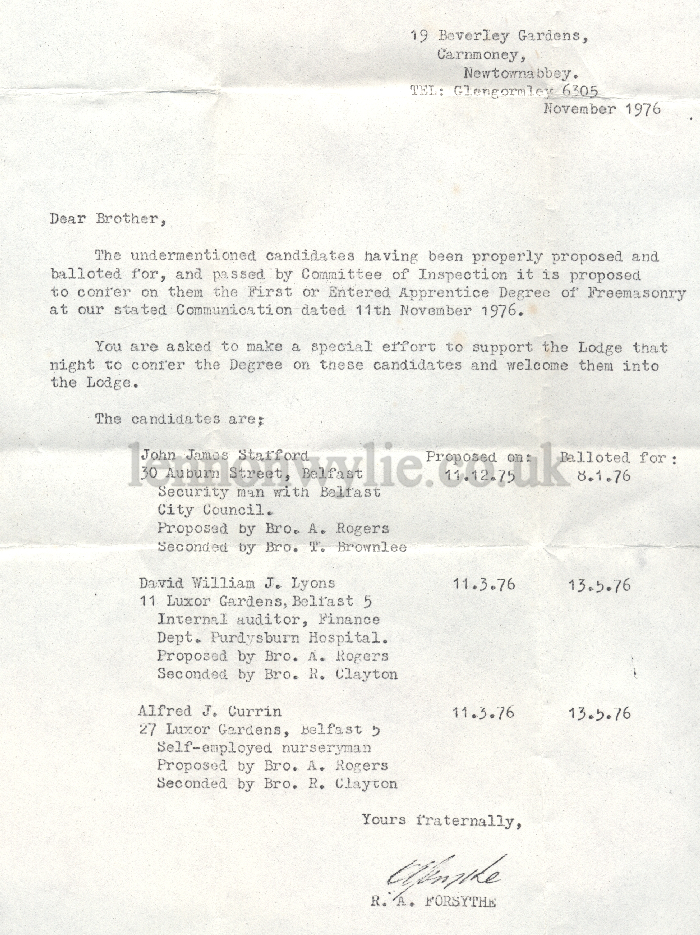 19 Beverley Gardens,
Carnmoney,
Newtownabbey.
TEL: Glengormley 6305
November 1976
Dear Brother,
The undermentioned candidates having been properly proposed and
balloted for, and passed by Committee of Inspection it is proposed
to confer on them the First or Entered Apprentice Degree of Freemasonry
at our stated Communication dated 11th November 1976.
You are asked to make a special effort to support the Lodge that
night to confer the Degree on these candidates and welcome them into
the Lodge.
The candidates are;
John James Stafford Proposed on: Balloted for:
30 Auburn Street, Belfast 11.12.75 8.1.76
Security man with Belfast
City Council.
Proposed by Bro. A. Rogers
Seconded by Bro. T. Brownlee
David William J. Lyons 11.3.76 13.5.76
11 Luxor Gardens, Belfast 5
Internal auditor, Finance
Dept. Purdysburn Hospital.
Proposed by Bro. A. Rogers
Seconded by Bro. R. Clayton
Alfred J. Currin 11.3.76 13.5.76
27 Luxor Gardens, Belfast 5
Self-employed nurseryman
Proposed by Bro. A. Rogers
Seconded by Bro. R. Clayton
Yours fraternally,
R. A. FORSYTHE